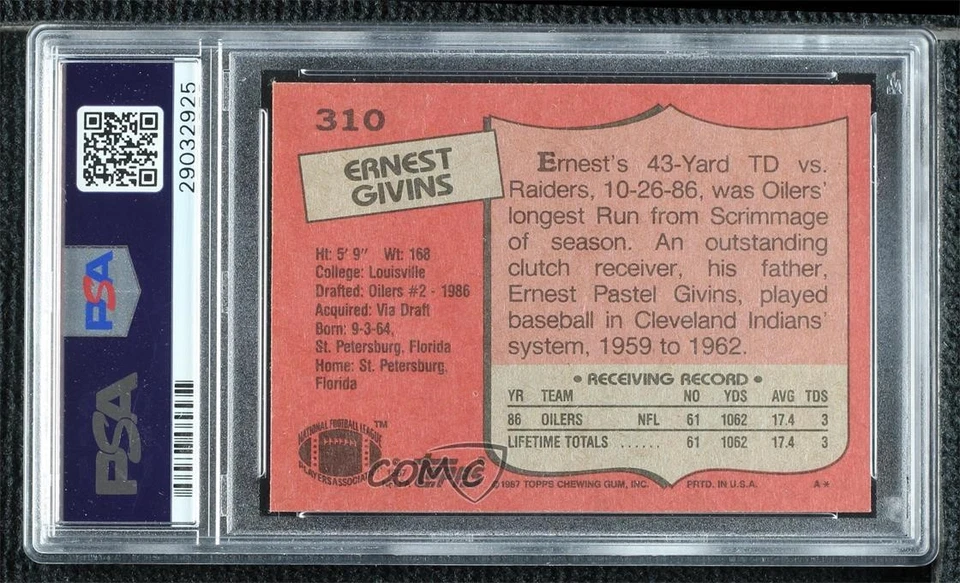 29032925
PSA
PSA
310
ERNEST
GIVINS
Ht: 5' 9" Wt: 168
College: Louisville
Drafted: Oilers #2 - 1986
Acquired: Via Draft
Born: 9-3-64,
St. Petersburg, Florida
Home: St. Petersburg,
Florida
NATIONAL FOOTBALL LEAGUE
PLAYERS ™
COMC
Ernest's 43-Yard TD vs.
Raiders, 10-26-86, was Oilers'
longest Run from Scrimmage
of season. An outstanding
clutch receiver, his father,
Ernest Pastel Givins, played
baseball in Cleveland Indians'
system, 1959 to 1962.
• RECEIVING RECORD •
YR TEAM NO YDS AVG TDS
86 OILERS NFL 61 1062 17.4 3
LIFETIME TOTALS ...... 61 1062 17.4 3
©1987 TOPPS CHEWING GUM, INC. PRTD. IN U.S.A. A*